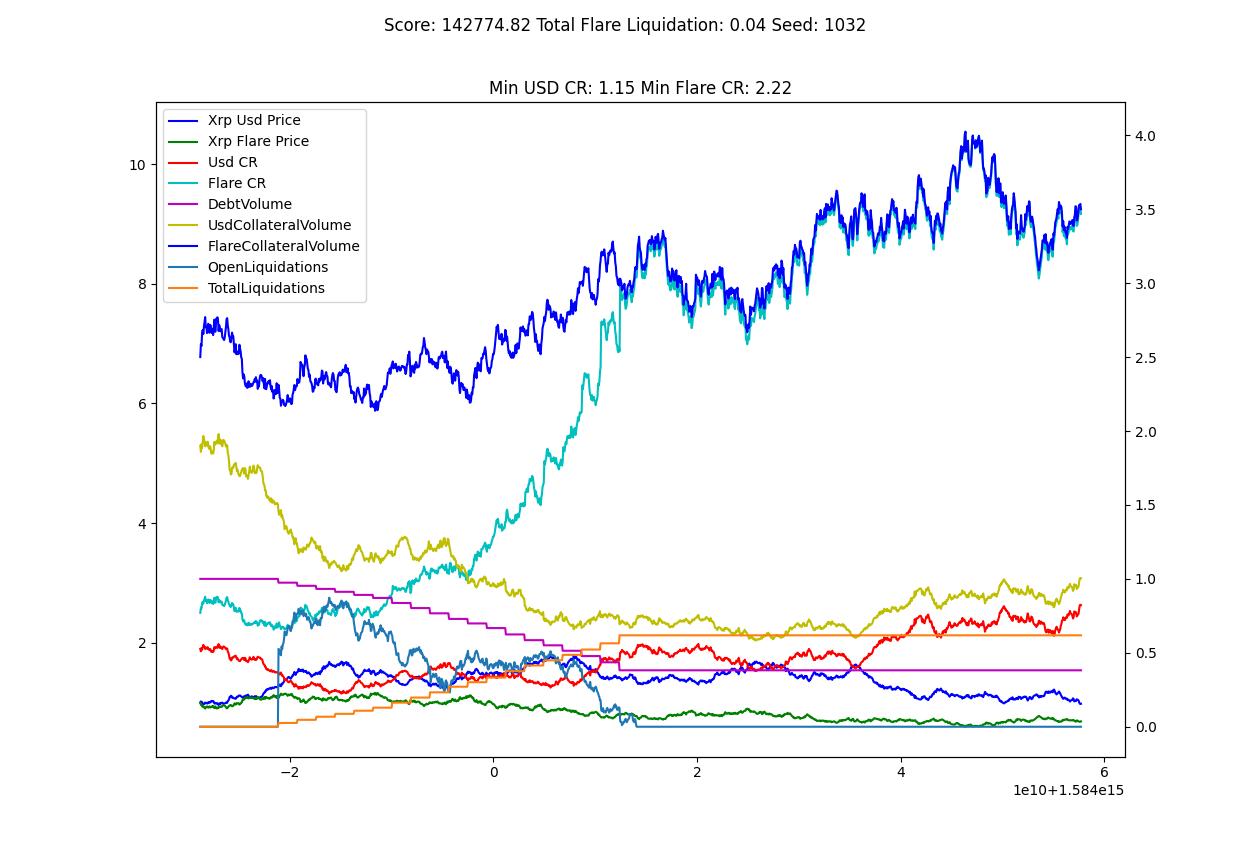 Score: 142774.82 Total Flare Liquidation: 0.04 Seed: 1032
Min USD CR: 1.15 Min Flare CR: 2.22
Xrp Usd Price
Xrp Flare Price
Usd CR
Flare CR
DebtVolume
UsdCollateralVolume
FlareCollateralVolume
OpenLiquidations
TotalLiquidations
10
8
6
4
2
4.0
3.5
3.0
2.5
2.0
1.5
1.0
0.5
0.0
−2
0
2
4
6
1e10+1.584e15